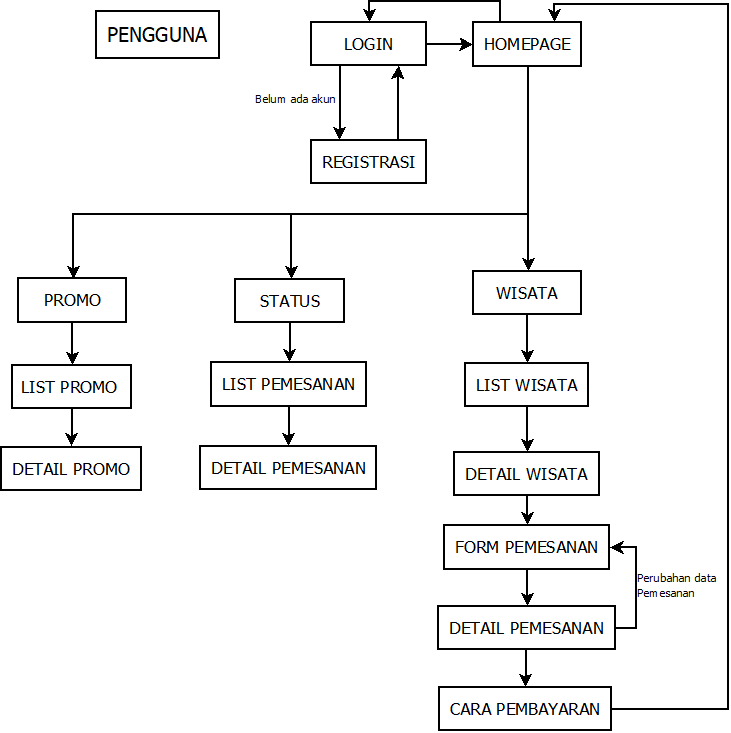 PENGGUNA
LOGIN
HOMEPAGE
Belum ada akun
REGISTRASI
PROMO
STATUS
WISATA
LIST PROMO
LIST PEMESANAN
LIST WISATA
DETAIL PROMO
DETAIL PEMESANAN
DETAIL WISATA
FORM PEMESANAN
Perubahan data
Pemesanan
DETAIL PEMESANAN
CARA PEMBAYARAN